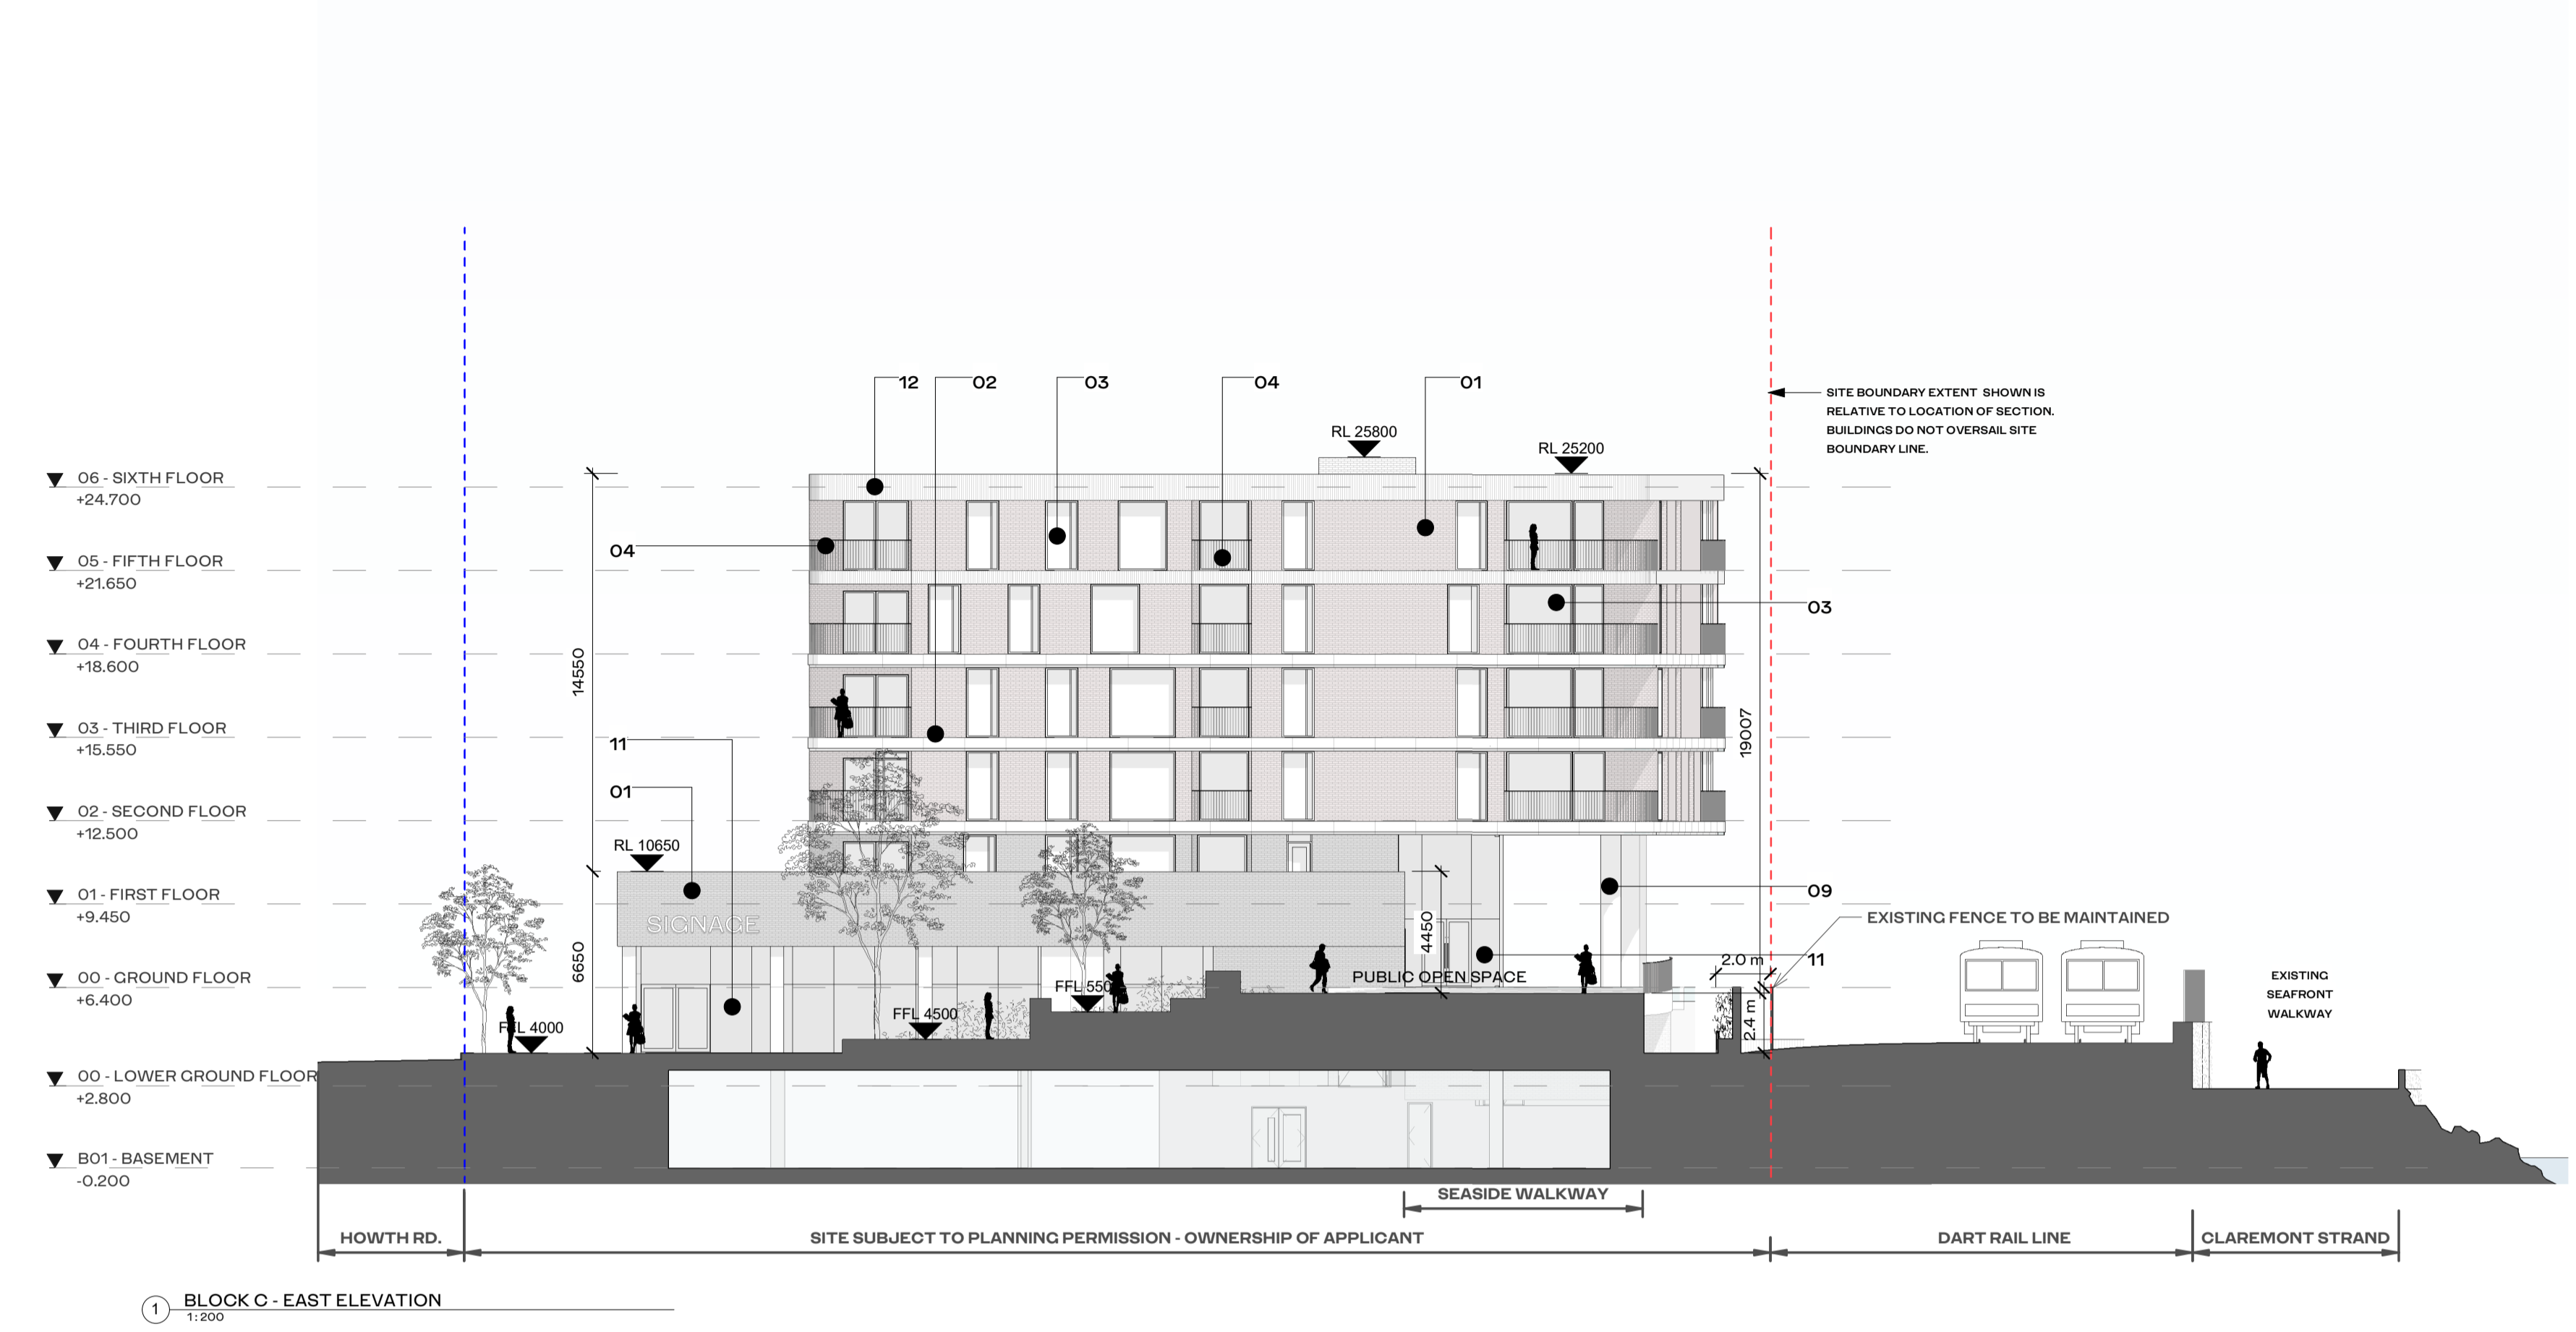 12
02
03
04
01
SITE BOUNDARY EXTENT SHOWN IS
RELATIVE TO LOCATION OF SECTION.
BUILDINGS DO NOT OVERSAIL SITE
BOUNDARY LINE.
RL 25800
RL 25200
06 - SIXTH FLOOR
+24.700
04
05 - FIFTH FLOOR
+21.650
03
04 - FOURTH FLOOR
+18.600
14550
19007
03 - THIRD FLOOR
+15.550
11
01
02 - SECOND FLOOR
+12.500
RL 10650
01 - FIRST FLOOR
+9.450
SIGNAGE
09
EXISTING FENCE TO BE MAINTAINED
4450
6650
00 - GROUND FLOOR
+6.400
PUBLIC OPEN SPACE
2.0 m
11
FFL 550
EXISTING
SEAFRONT
WALKWAY
FFL 4000
FFL 4500
2.4 m
00 - LOWER GROUND FLOOR
+2.800
B01 - BASEMENT
-0.200
SEASIDE WALKWAY
HOWTH RD.
SITE SUBJECT TO PLANNING PERMISSION - OWNERSHIP OF APPLICANT
DART RAIL LINE
CLAREMONT STRAND
1
BLOCK C - EAST ELEVATION
1:200